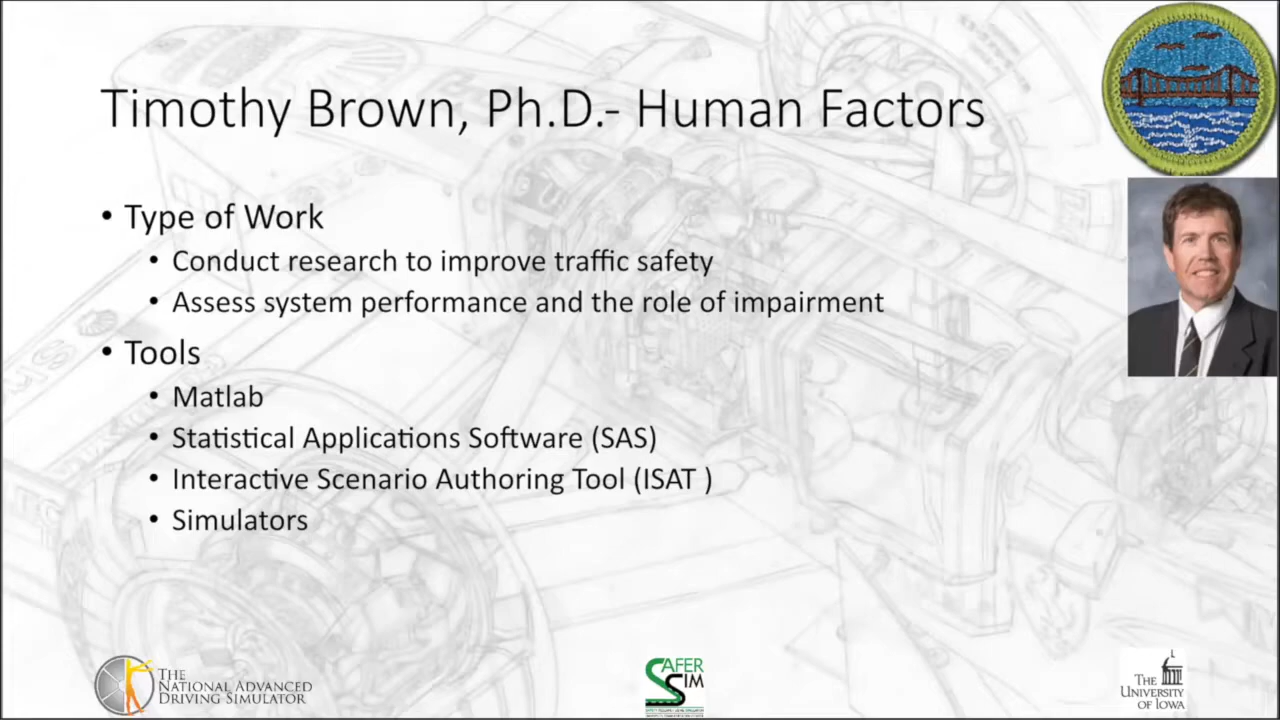 Timothy Brown, Ph.D.- Human Factors
• Type of Work
• Conduct research to improve traffic safety
• Assess system performance and the role of impairment
• Tools
• Matlab
• Statistical Applications Software (SAS)
• Interactive Scenario Authoring Tool (ISAT )
• Simulators
THE
NATIONAL ADVANCED
DRIVING SIMULATOR
SAFER
SIM
THE
UNIVERSITY
OF IOWA